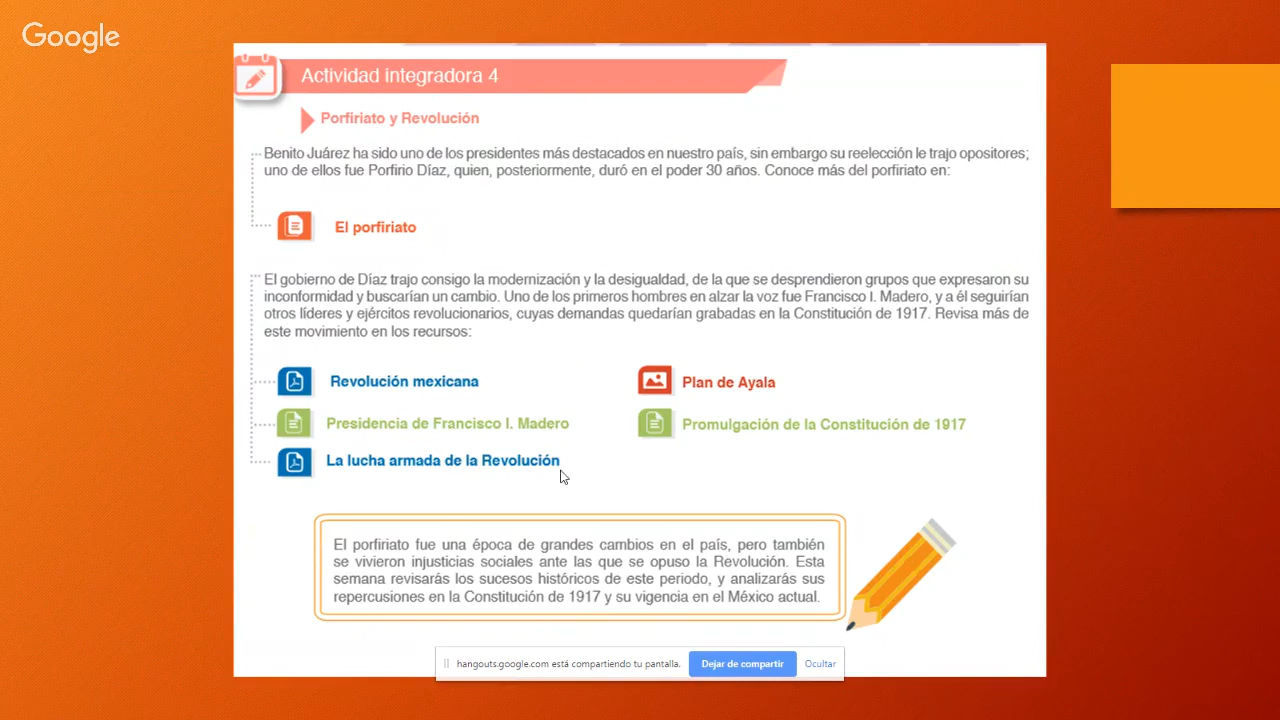 Google
Actividad integradora 4
Porfiriato y Revolución
Benito Juárez ha sido uno de los presidentes más destacados en nuestro país, sin embargo su reelección le trajo opositores;
uno de ellos fue Porfirio Díaz, quien, posteriormente, duró en el poder 30 años. Conoce más del porfiriato en:
El porfiriato
El gobierno de Díaz trajo consigo la modernización y la desigualdad, de la que se desprendieron grupos que expresaron su
inconformidad y buscarían un cambio. Uno de los primeros hombres en alzar la voz fue Francisco I. Madero, y a él seguirían
otros líderes y ejércitos revolucionarios, cuyas demandas quedarían grabadas en la Constitución de 1917. Revisa más de
este movimiento en los recursos:
Revolución mexicana
Plan de Ayala
Presidencia de Francisco I. Madero
Promulgación de la Constitución de 1917
La lucha armada de la Revolución
El porfiriato fue una época de grandes cambios en el país, pero también
se vivieron injusticias sociales ante las que se opuso la Revolución. Esta
semana revisarás los sucesos históricos de este periodo, y analizarás sus
repercusiones en la Constitución de 1917 y su vigencia en el México actual.
hangouts.google.com está compartiendo tu pantalla.
Dejar de compartir
Ocultar